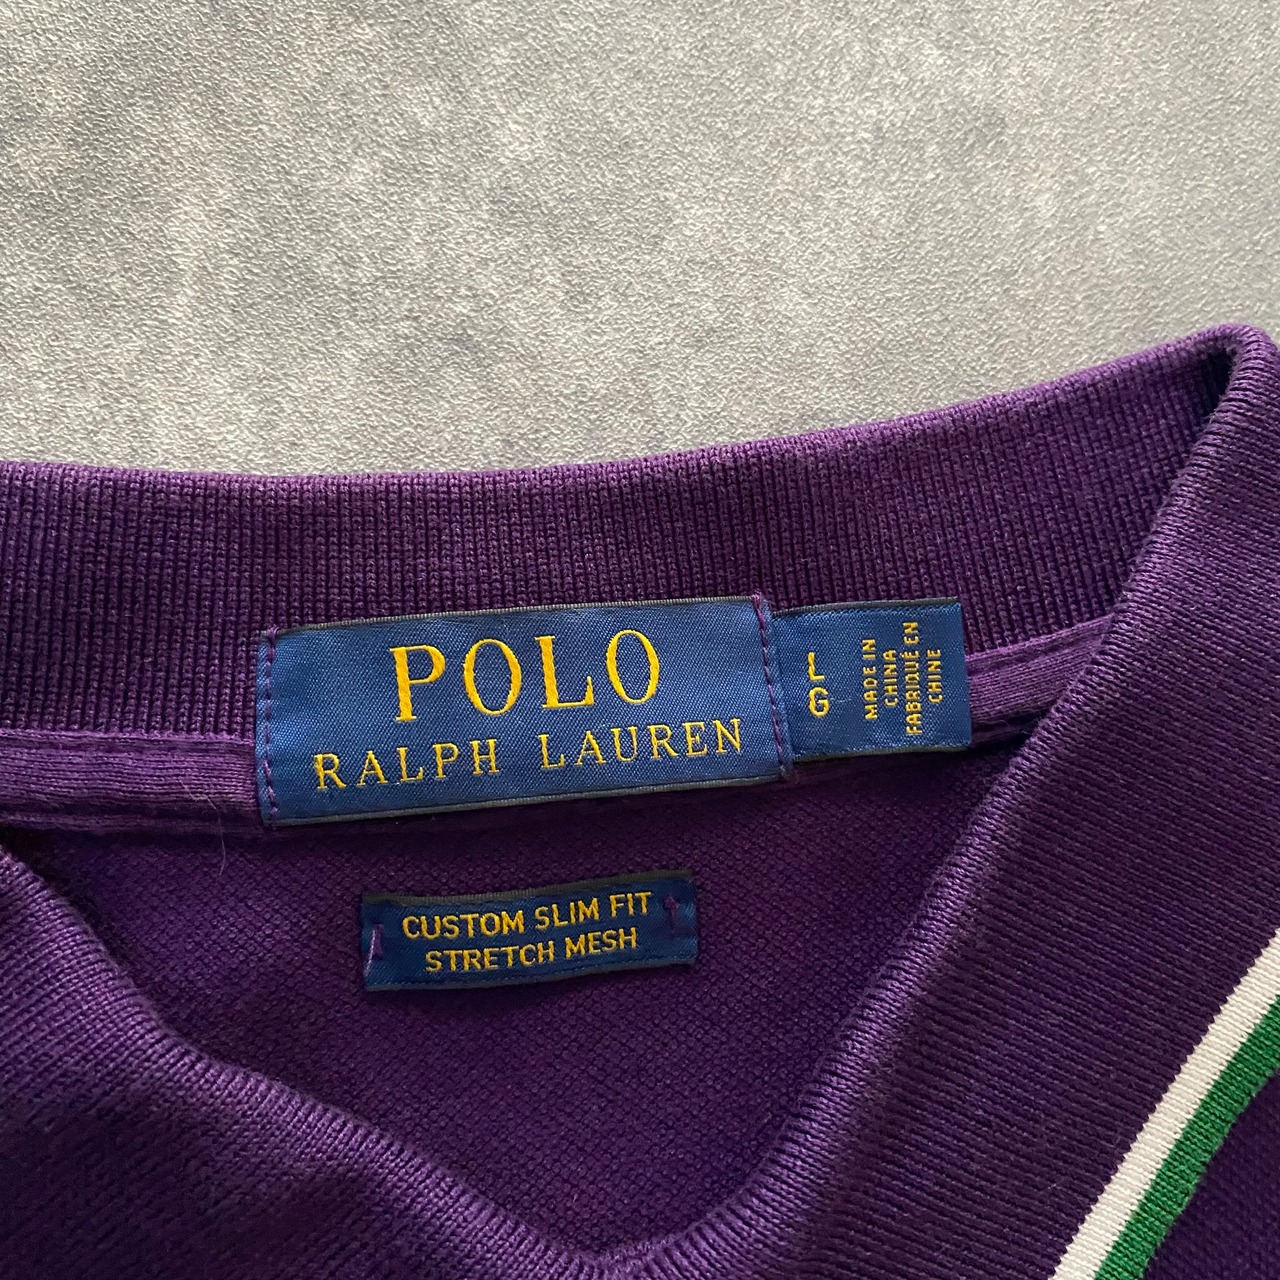 POLO
RALPH LAUREN
L
G
MADE IN
CHINA
FABRIQUÉ EN
CHINE
CUSTOM SLIM FIT
STRETCH MESH